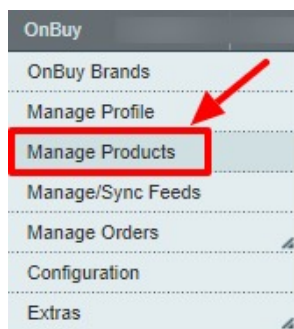 OnBuy
OnBuy Brands
Manage Profile
Manage Products
Manage/Sync Feeds
Manage Orders
Configuration
Extras